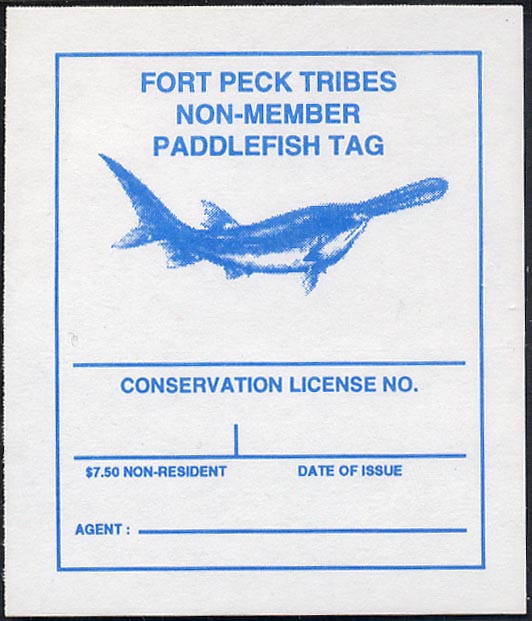 FORT PECK TRIBES
NON-MEMBER
PADDLEFISH TAG
CONSERVATION LICENSE NO.
$7.50 NON-RESIDENT DATE OF ISSUE
AGENT :